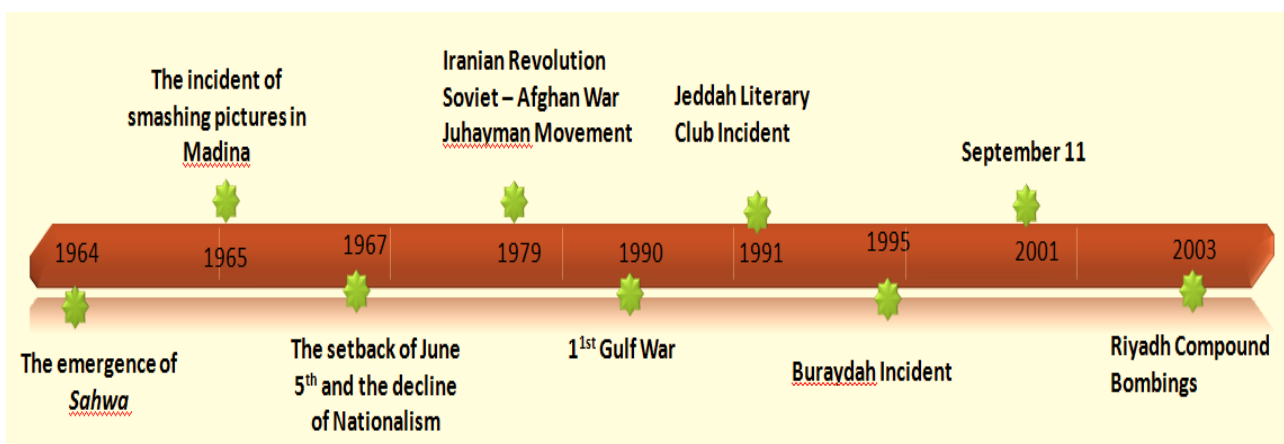 The incident of
smashing pictures in
Madina
Iranian Revolution
Soviet – Afghan War
Juhayman Movement
Jeddah Literary
Club Incident
September 11
1964
1965
1967
1979
1990
1991
1995
2001
2003
The emergence of
Sahwa
The setback of June
5th and the decline
of Nationalism
11st Gulf War
Buraydah Incident
Riyadh Compound
Bombings